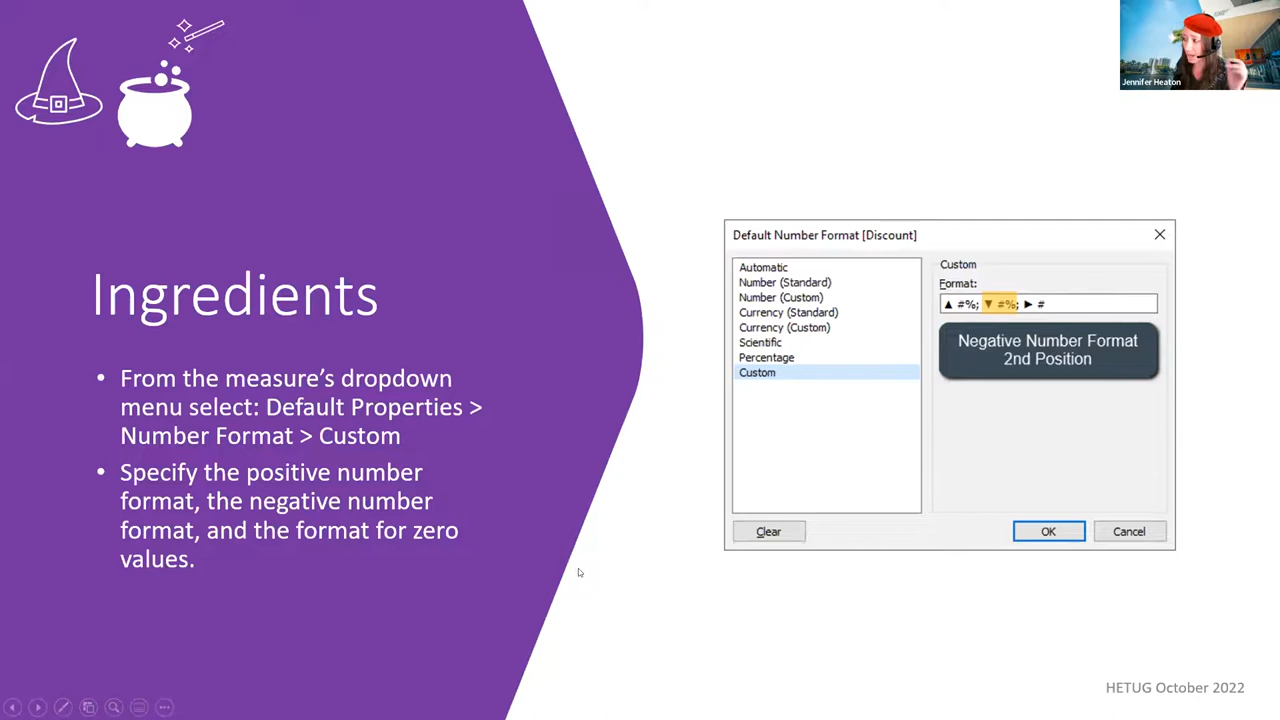 Jennifer Heaton
Ingredients
• From the measure’s dropdown
menu select: Default Properties >
Number Format > Custom
• Specify the positive number
format, the negative number
format, and the format for zero
values.
Default Number Format [Discount]
Automatic
Number (Standard)
Number (Custom)
Currency (Standard)
Currency (Custom)
Scientific
Percentage
Custom
Custom
Format:
▲ #%; ▼ #%; ► #
Negative Number Format
2nd Position
Clear
OK
Cancel
HETUG October 2022